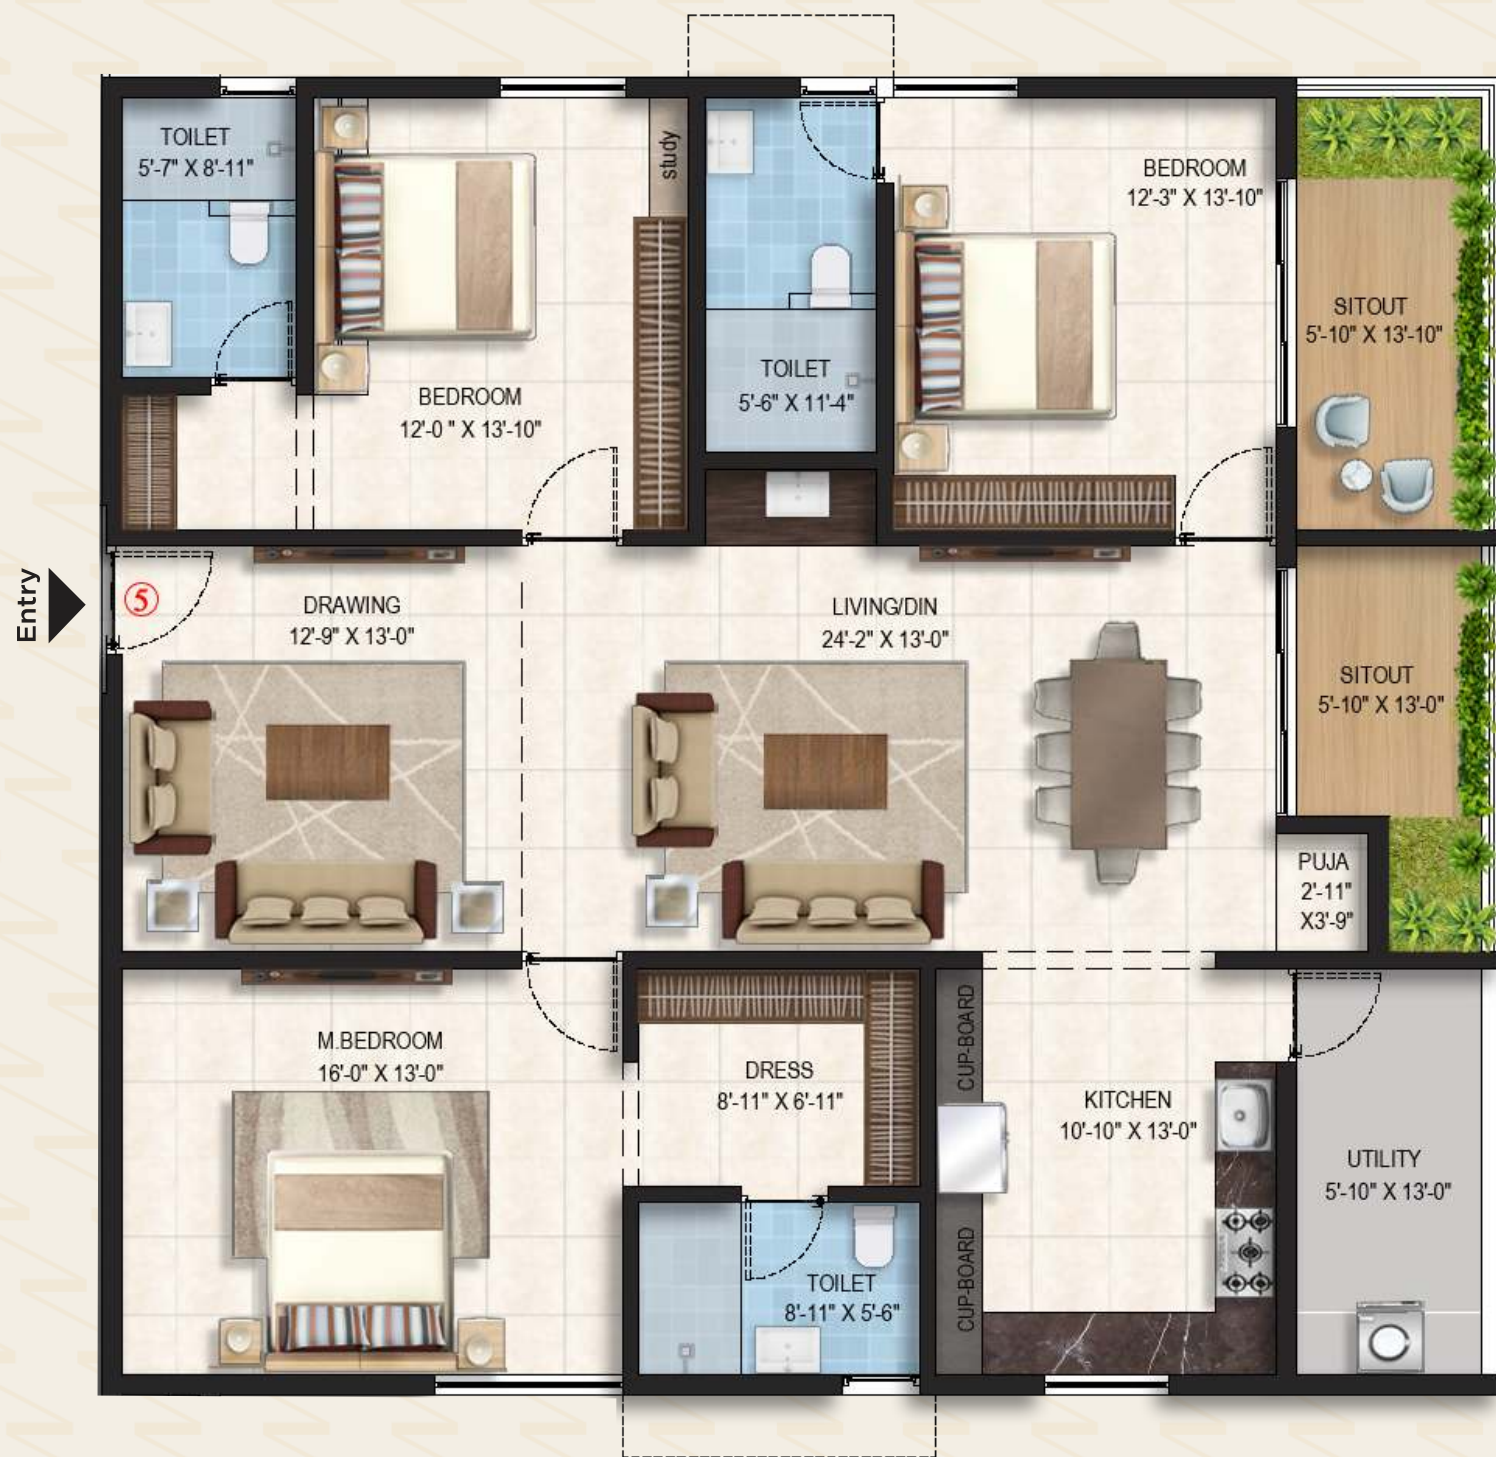 TOILET
5'-7" X 8'-11"
study
BEDROOM
12'-0 " X 13'-10"
TOILET
5'-6" X 11'-4"
BEDROOM
12'-3" X 13'-10"
SITOUT
5'-10" X 13'-10"
Entry
5
DRAWING
12'-9" X 13'-0"
LIVING/DIN
24'-2" X 13'-0"
SITOUT
5'-10" X 13'-0"
PUJA
2'-11"
X3'-9"
M.BEDROOM
16'-0" X 13'-0"
DRESS
8'-11" X 6'-11"
CUP-BOARD
KITCHEN
10'-10" X 13'-0"
UTILITY
5'-10" X 13'-0"
TOILET
8'-11" X 5'-6"
CUP-BOARD